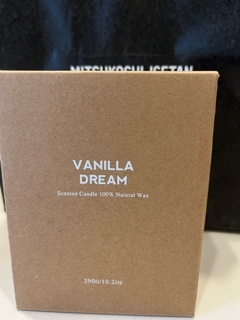 MITSUKOSHI ISETAN
VANILLA
DREAM
Scented Candle 100% Natural Wax
290G/10.2oz